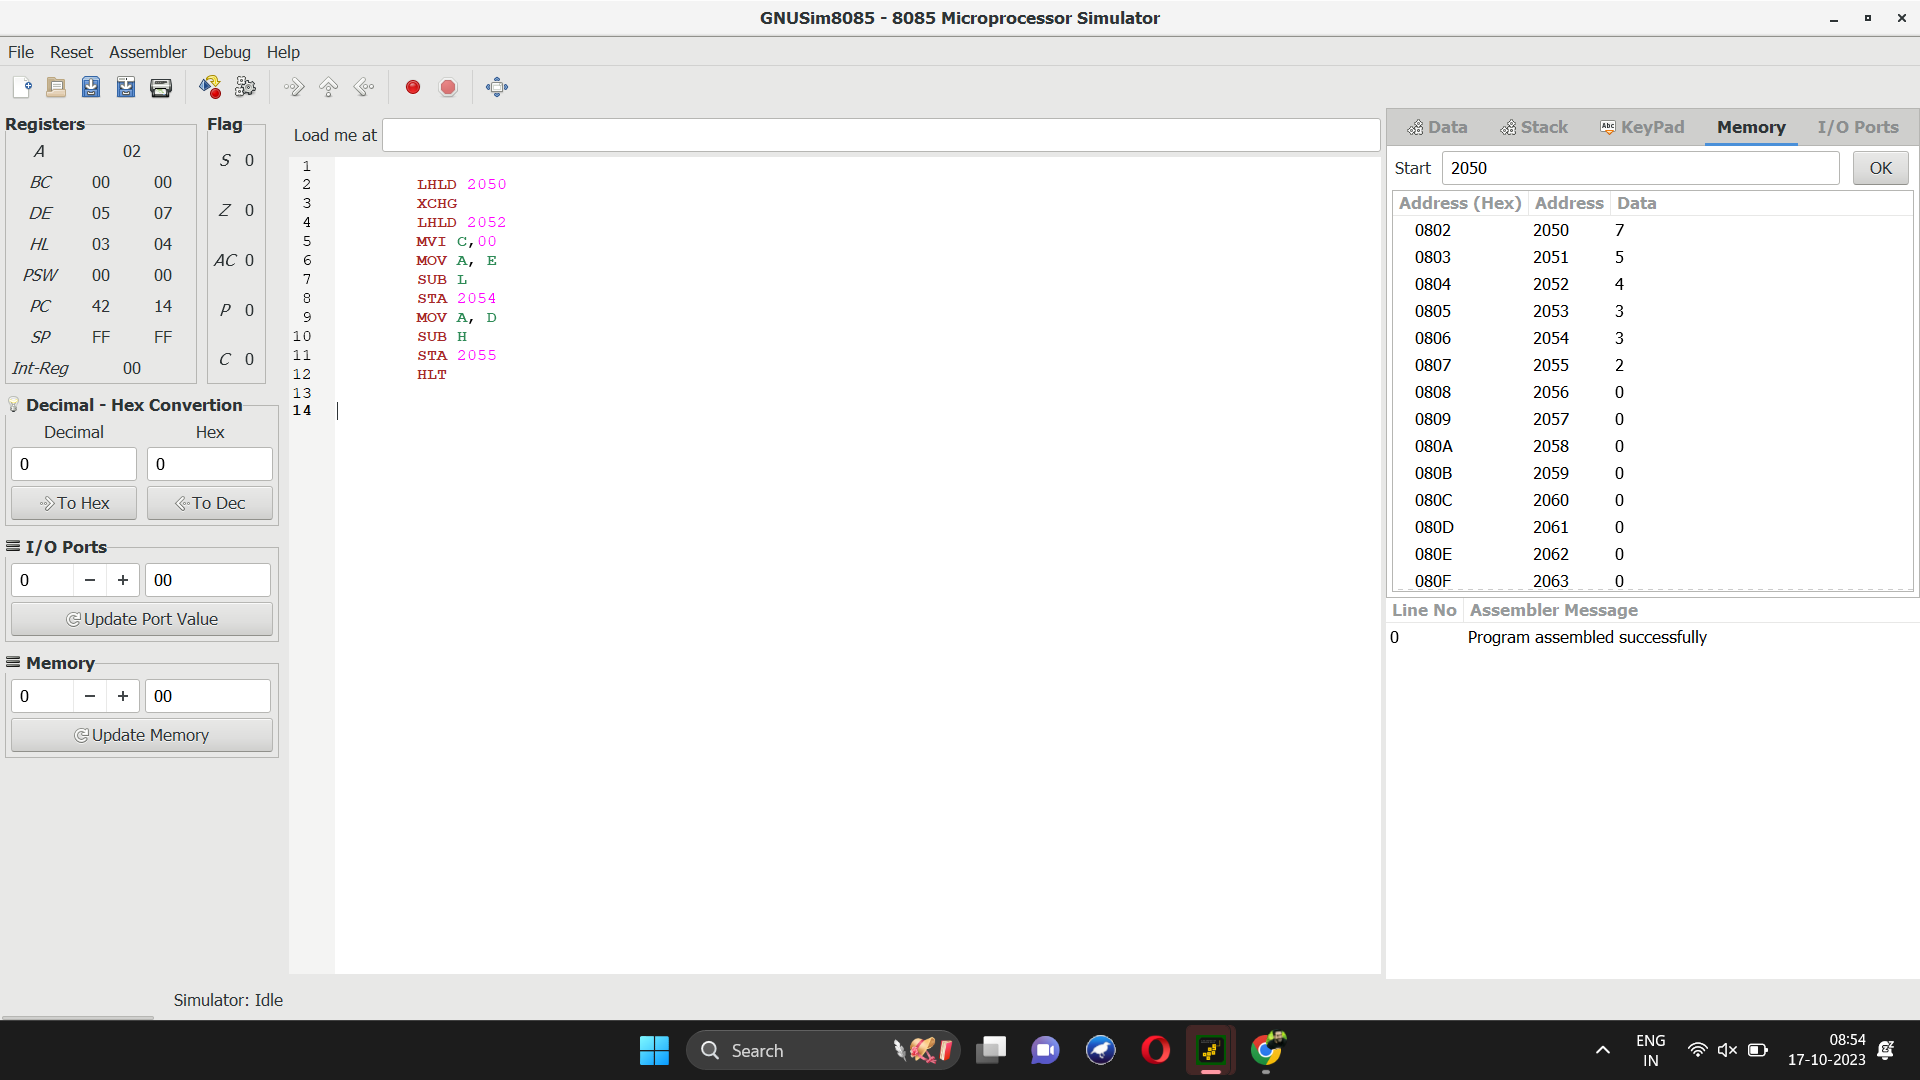 GNUSim8085 - 8085 Microprocessor Simulator
File Reset Assembler Debug Help
Registers
A 02
BC 00 00
DE 05 07
HL 03 04
PSW 00 00
PC 42 14
SP FF FF
Int-Reg 00
Flag
S 0
Z 0
AC 0
P 0
C 0
Decimal - Hex Convertion
Decimal Hex
0 0
To Hex To Dec
I/O Ports
0 − + 00
Update Port Value
Memory
0 − + 00
Update Memory
Load me at
1
2 LHLD 2050
3 XCHG
4 LHLD 2052
5 MVI C,00
6 MOV A, E
7 SUB L
8 STA 2054
9 MOV A, D
10 SUB H
11 STA 2055
12 HLT
13
14
Data Stack Abc KeyPad Memory I/O Ports
Start 2050 OK
Address (Hex) Address Data
0802 2050 7
0803 2051 5
0804 2052 4
0805 2053 3
0806 2054 3
0807 2055 2
0808 2056 0
0809 2057 0
080A 2058 0
080B 2059 0
080C 2060 0
080D 2061 0
080E 2062 0
080F 2063 0
Line No Assembler Message
0 Program assembled successfully
Simulator: Idle
Search
ENG
IN
08:54
17-10-2023